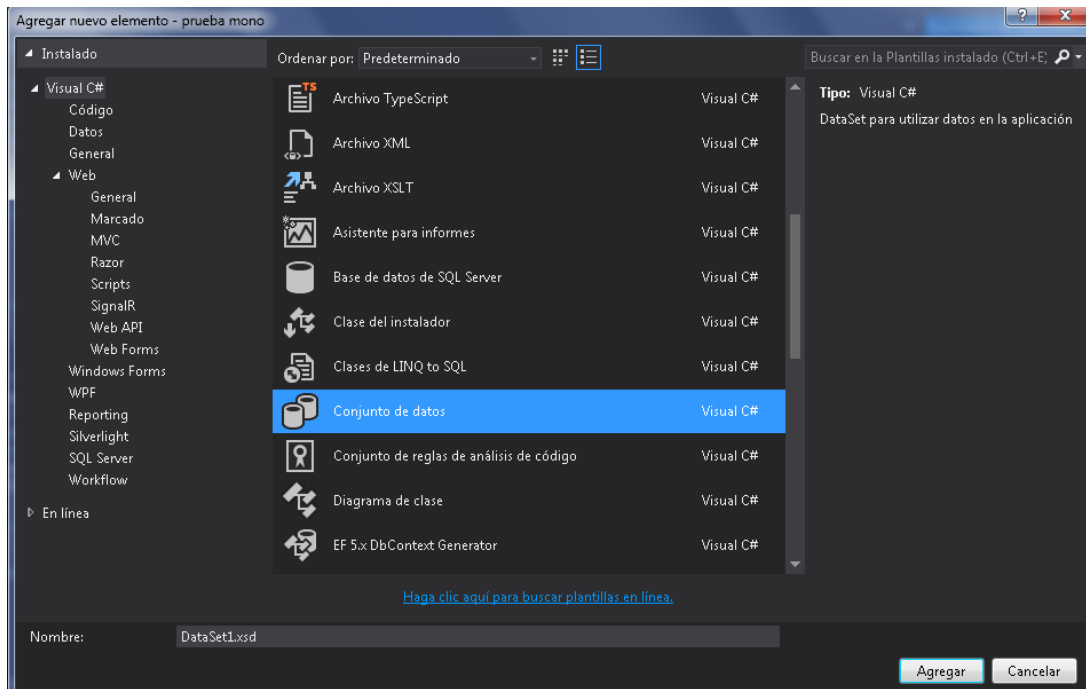 Agregar nuevo elemento - prueba mono
Instalado
Visual C#
Código
Datos
General
Web
General
Marcado
MVC
Razor
Scripts
SignalR
Web API
Web Forms
Windows Forms
WPF
Reporting
Silverlight
SQL Server
Workflow
En línea
Ordenar por: Predeterminado
TS
Archivo TypeScript Visual C#
Archivo XML Visual C#
Archivo XSLT Visual C#
Asistente para informes Visual C#
Base de datos de SQL Server Visual C#
Clase del instalador Visual C#
Clases de LINQ to SQL Visual C#
Conjunto de datos Visual C#
Conjunto de reglas de análisis de código Visual C#
Diagrama de clase Visual C#
EF 5.x DbContext Generator Visual C#
Haga clic aquí para buscar plantillas en línea.
Buscar en la Plantillas instalado (Ctrl+E)
Tipo: Visual C#
DataSet para utilizar datos en la aplicación
Nombre: DataSet1.xsd
Agregar Cancelar